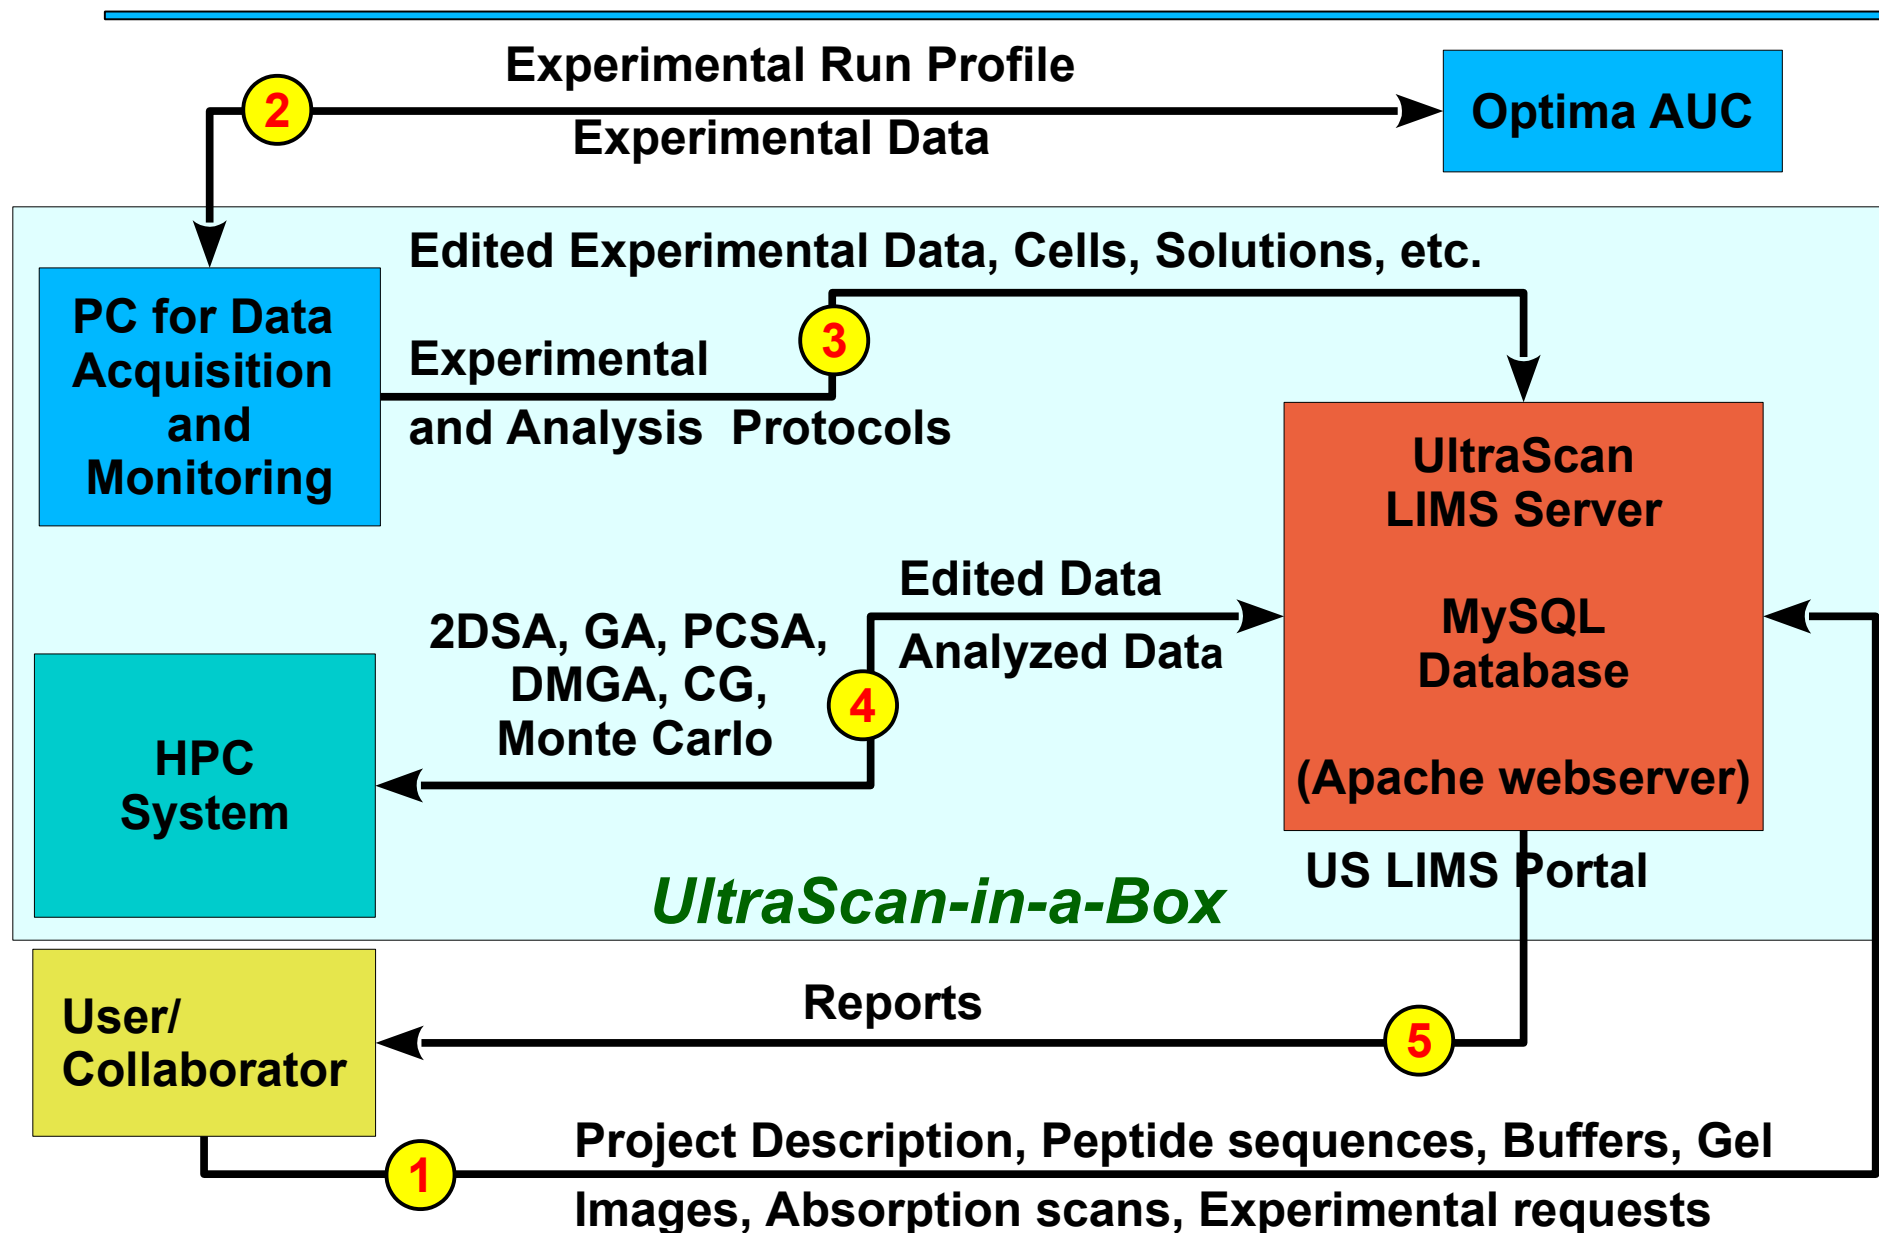 Experimental Run Profile
2
Experimental Data
Optima AUC
Edited Experimental Data, Cells, Solutions, etc.
PC for Data
Acquisition
and
Monitoring
3
Experimental
and Analysis Protocols
UltraScan
LIMS Server
MySQL
Database
(Apache webserver)
Edited Data
Analyzed Data
2DSA, GA, PCSA,
DMGA, CG,
Monte Carlo
4
HPC
System
US LIMS Portal
UltraScan-in-a-Box
User/
Collaborator
Reports
5
1
Project Description, Peptide sequences, Buffers, Gel
Images, Absorption scans, Experimental requests